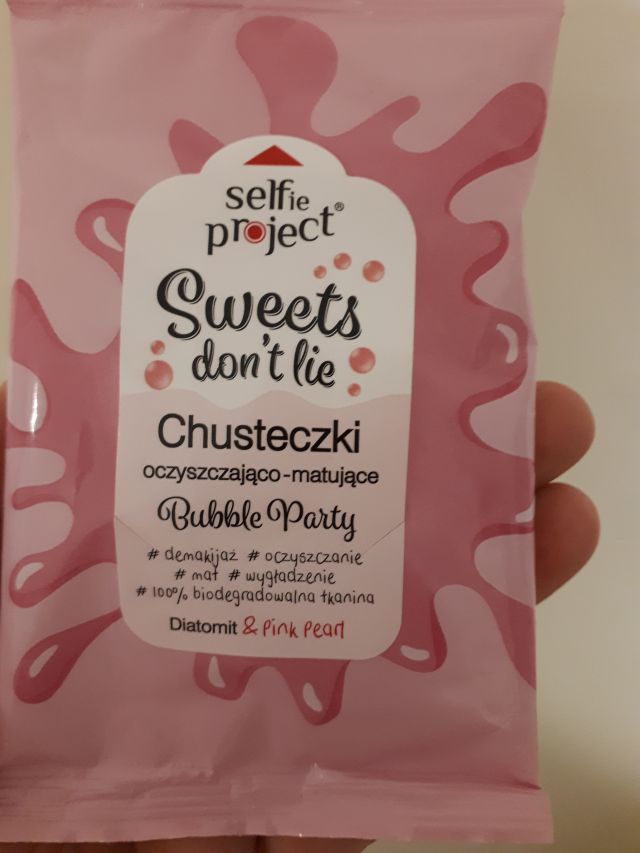 selfie
project®
Sweets
don't lie
Chusteczki
oczyszczająco-matujące
Bubble Party
# demakijaż # oczyszczanie
# mat # wygładzenie
# 100% biodegradowalna tkanina
Diatomit & Pink Pearl